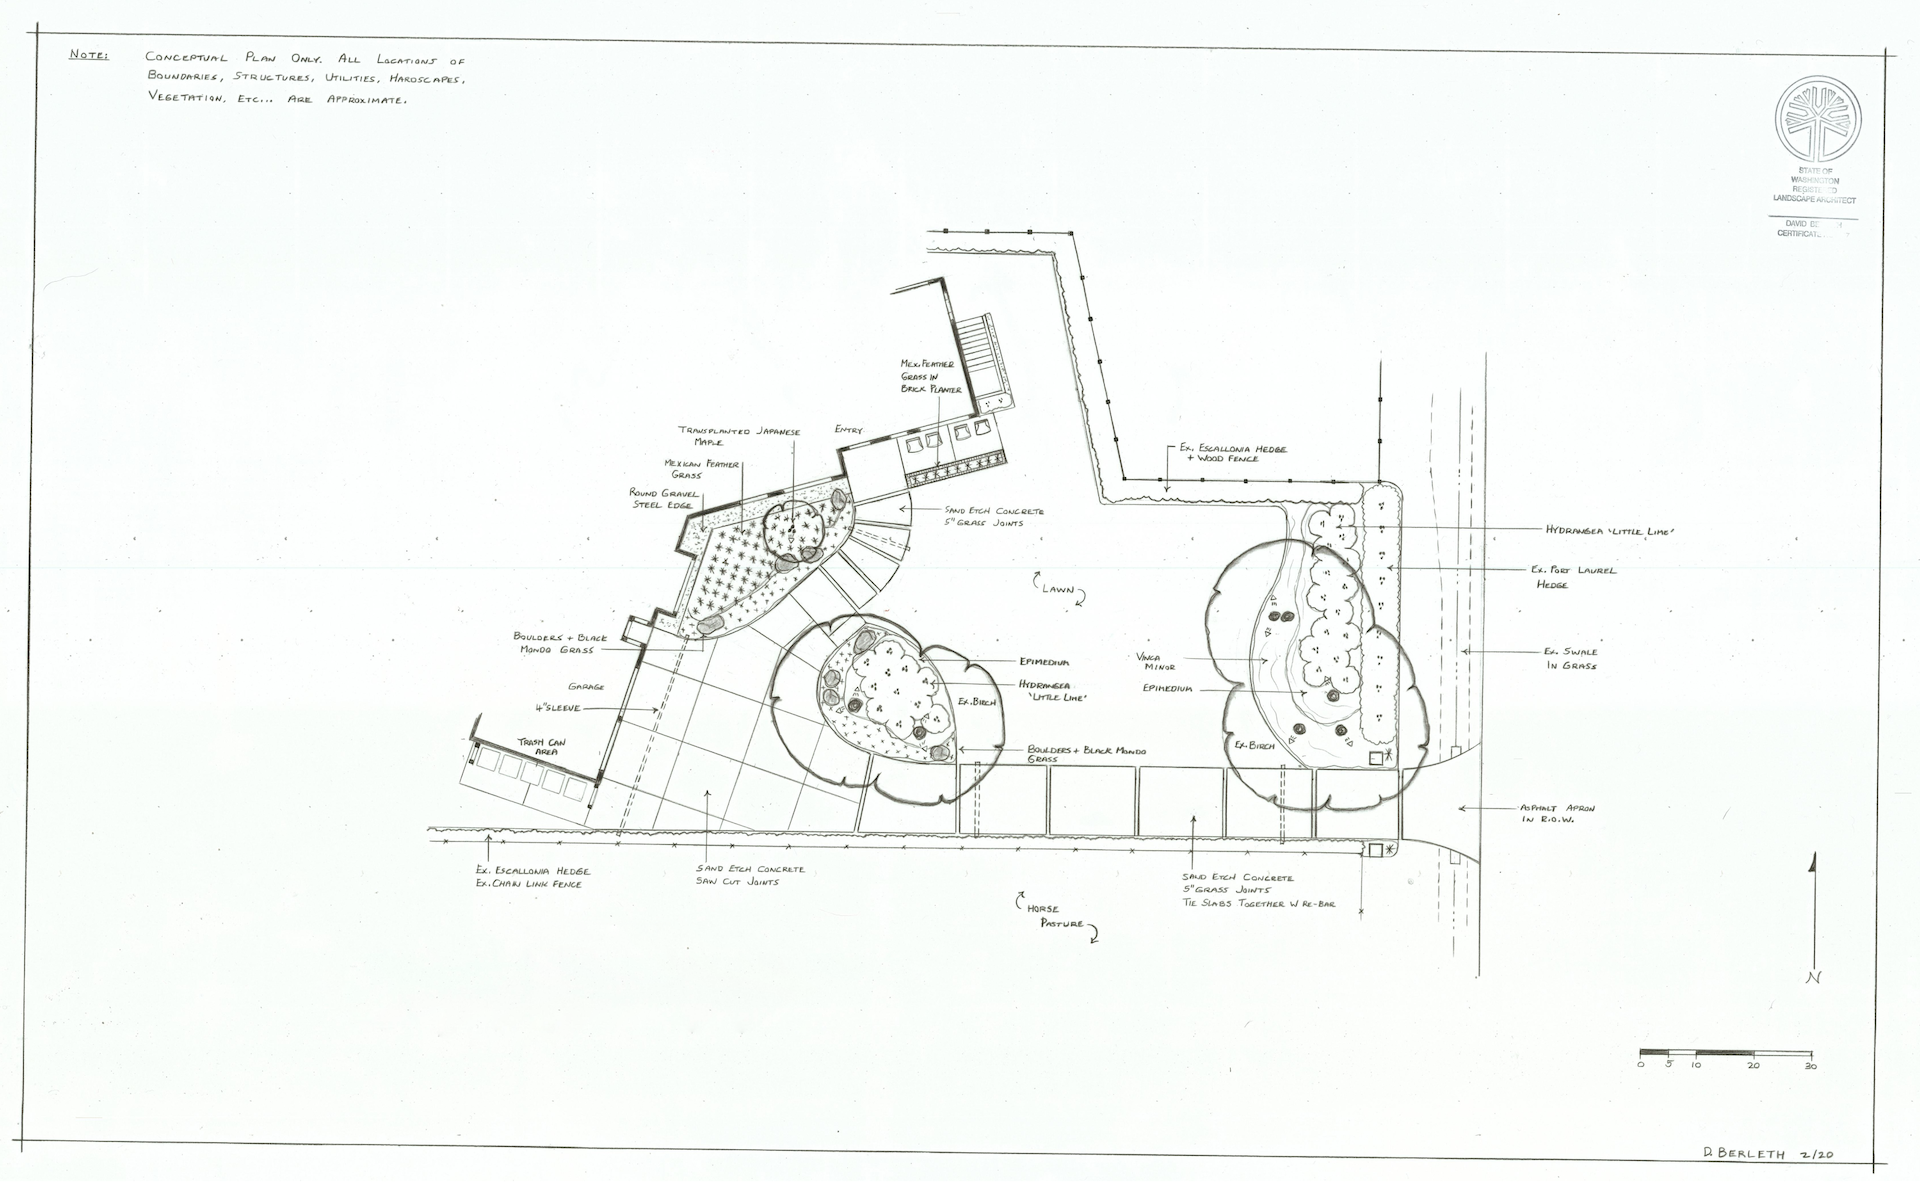 NOTE: CONCEPTUAL PLAN ONLY. ALL LOCATIONS OF
BOUNDARIES, STRUCTURES, UTILITIES, HARDSCAPES,
VEGETATION, ETC... ARE APPROXIMATE.
STATE OF
WASHINGTON
LANDSCAPE ARCHITECT
DAVID
MEX. FEATHER
GRASS IN
BRICK PLANTER
TRANSPLANTED JAPANESE
MAPLE
ENTRY
MEXICAN FEATHER
GRASS
ROUND GRAVEL
STEEL EDGE
EX. ESCALLONIA HEDGE
+ WOOD FENCE
SAND ETCH CONCRETE
5" GRASS JOINTS
HYDRANGEA 'LITTLE LIME'
EX. PORT LAUREL
HEDGE
LAWN
BOULDERS + BLACK
MONDO GRASS
EPIMEDIUM
HYDRANGEA
'LITTLE LIME'
EX. BIRCH
VINCA
MINOR
EPIMEDIUM
EX. SWALE
IN GRASS
GARAGE
4" SLEEVE
TRASH CAN
AREA
BOULDERS + BLACK MONDO
GRASS
EX. BIRCH
ASPHALT APRON
IN R.O.W.
EX. ESCALLONIA HEDGE
EX. CHAIN LINK FENCE
SAND ETCH CONCRETE
SAW CUT JOINTS
SAND ETCH CONCRETE
5" GRASS JOINTS
TIE SLABS TOGETHER W RE-BAR
HORSE
PASTURE
N
0 5 10 20 30
D. BERLETH 2/20